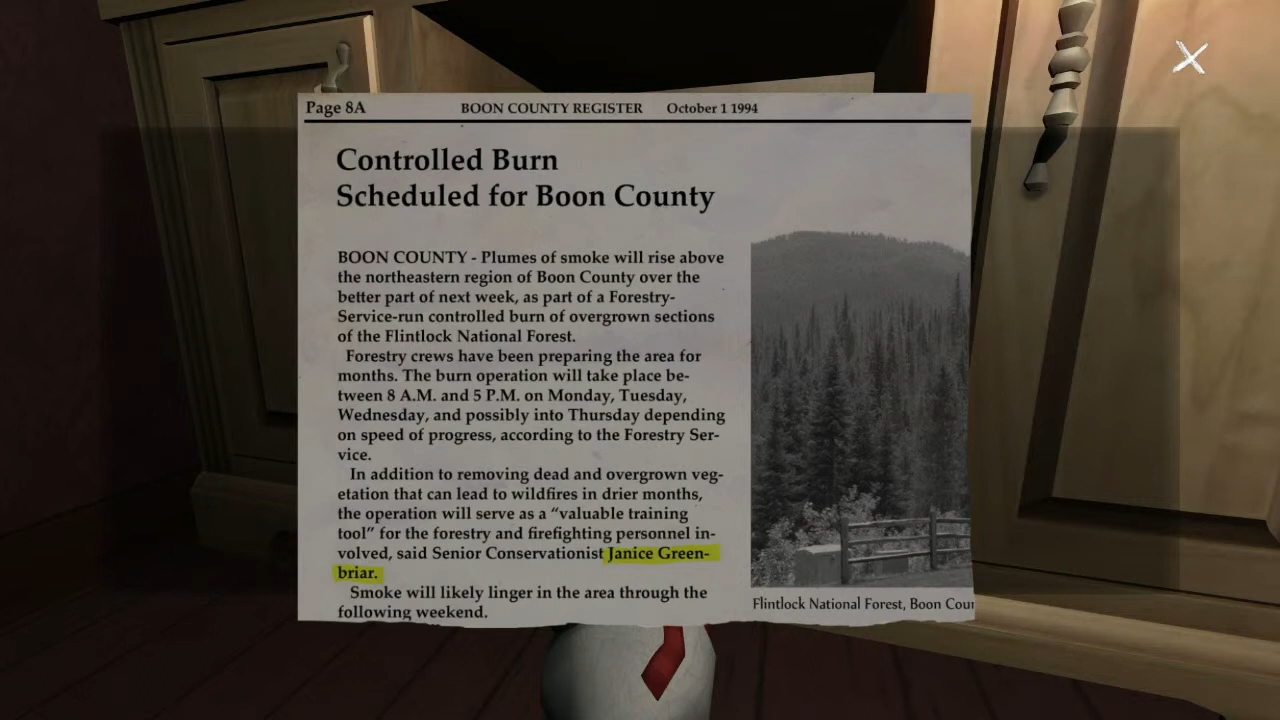 Page 8A BOON COUNTY REGISTER October 1 1994
Controlled Burn
Scheduled for Boon County
BOON COUNTY - Plumes of smoke will rise above
the northeastern region of Boon County over the
better part of next week, as part of a Forestry-
Service-run controlled burn of overgrown sections
of the Flintlock National Forest.
Forestry crews have been preparing the area for
months. The burn operation will take place be-
tween 8 A.M. and 5 P.M. on Monday, Tuesday,
Wednesday, and possibly into Thursday depending
on speed of progress, according to the Forestry Ser-
vice.
In addition to removing dead and overgrown veg-
etation that can lead to wildfires in drier months,
the operation will serve as a “valuable training
tool” for the forestry and firefighting personnel in-
volved, said Senior Conservationist Janice Green-
briar.
Smoke will likely linger in the area through the
following weekend.
Flintlock National Forest, Boon Coun